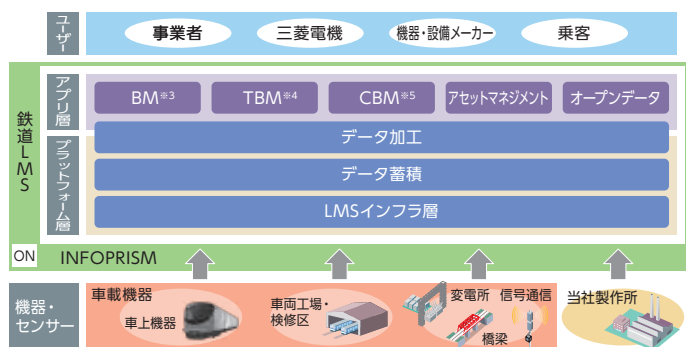 ユーザー
事業者
三菱電機
機器・設備メーカー
乗客
鉄道LMS
アプリ層
BM※3
TBM※4
CBM※5
アセットマネジメント
オープンデータ
プラットフォーム層
データ加工
データ蓄積
LMSインフラ層
ON INFOPRISM
機器・
センサー
車載機器
車上機器
車両工場・
検修区
変電所
信号通信
橋梁
当社製作所